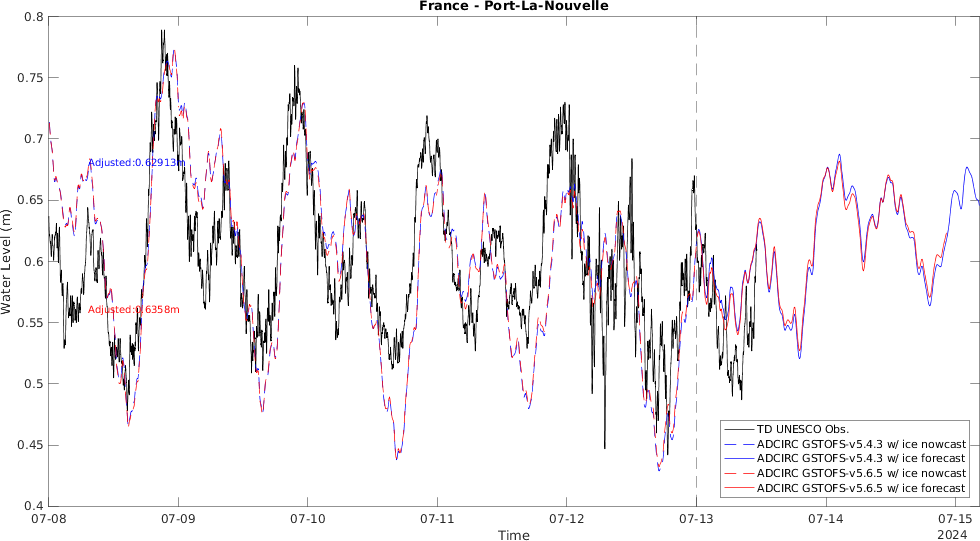 France - Port-La-Nouvelle
0.8
0.75
0.7
0.65
0.6
0.55
0.5
0.45
0.4
Water Level (m)
Adjusted:0.62913m
Adjusted:0.6358m
TD UNESCO Obs.
ADCIRC GSTOFS-v5.4.3 w/ ice nowcast
ADCIRC GSTOFS-v5.4.3 w/ ice forecast
ADCIRC GSTOFS-v5.6.5 w/ ice nowcast
ADCIRC GSTOFS-v5.6.5 w/ ice forecast
07-08 07-09 07-10 07-11 07-12 07-13 07-14 07-15
Time
2024